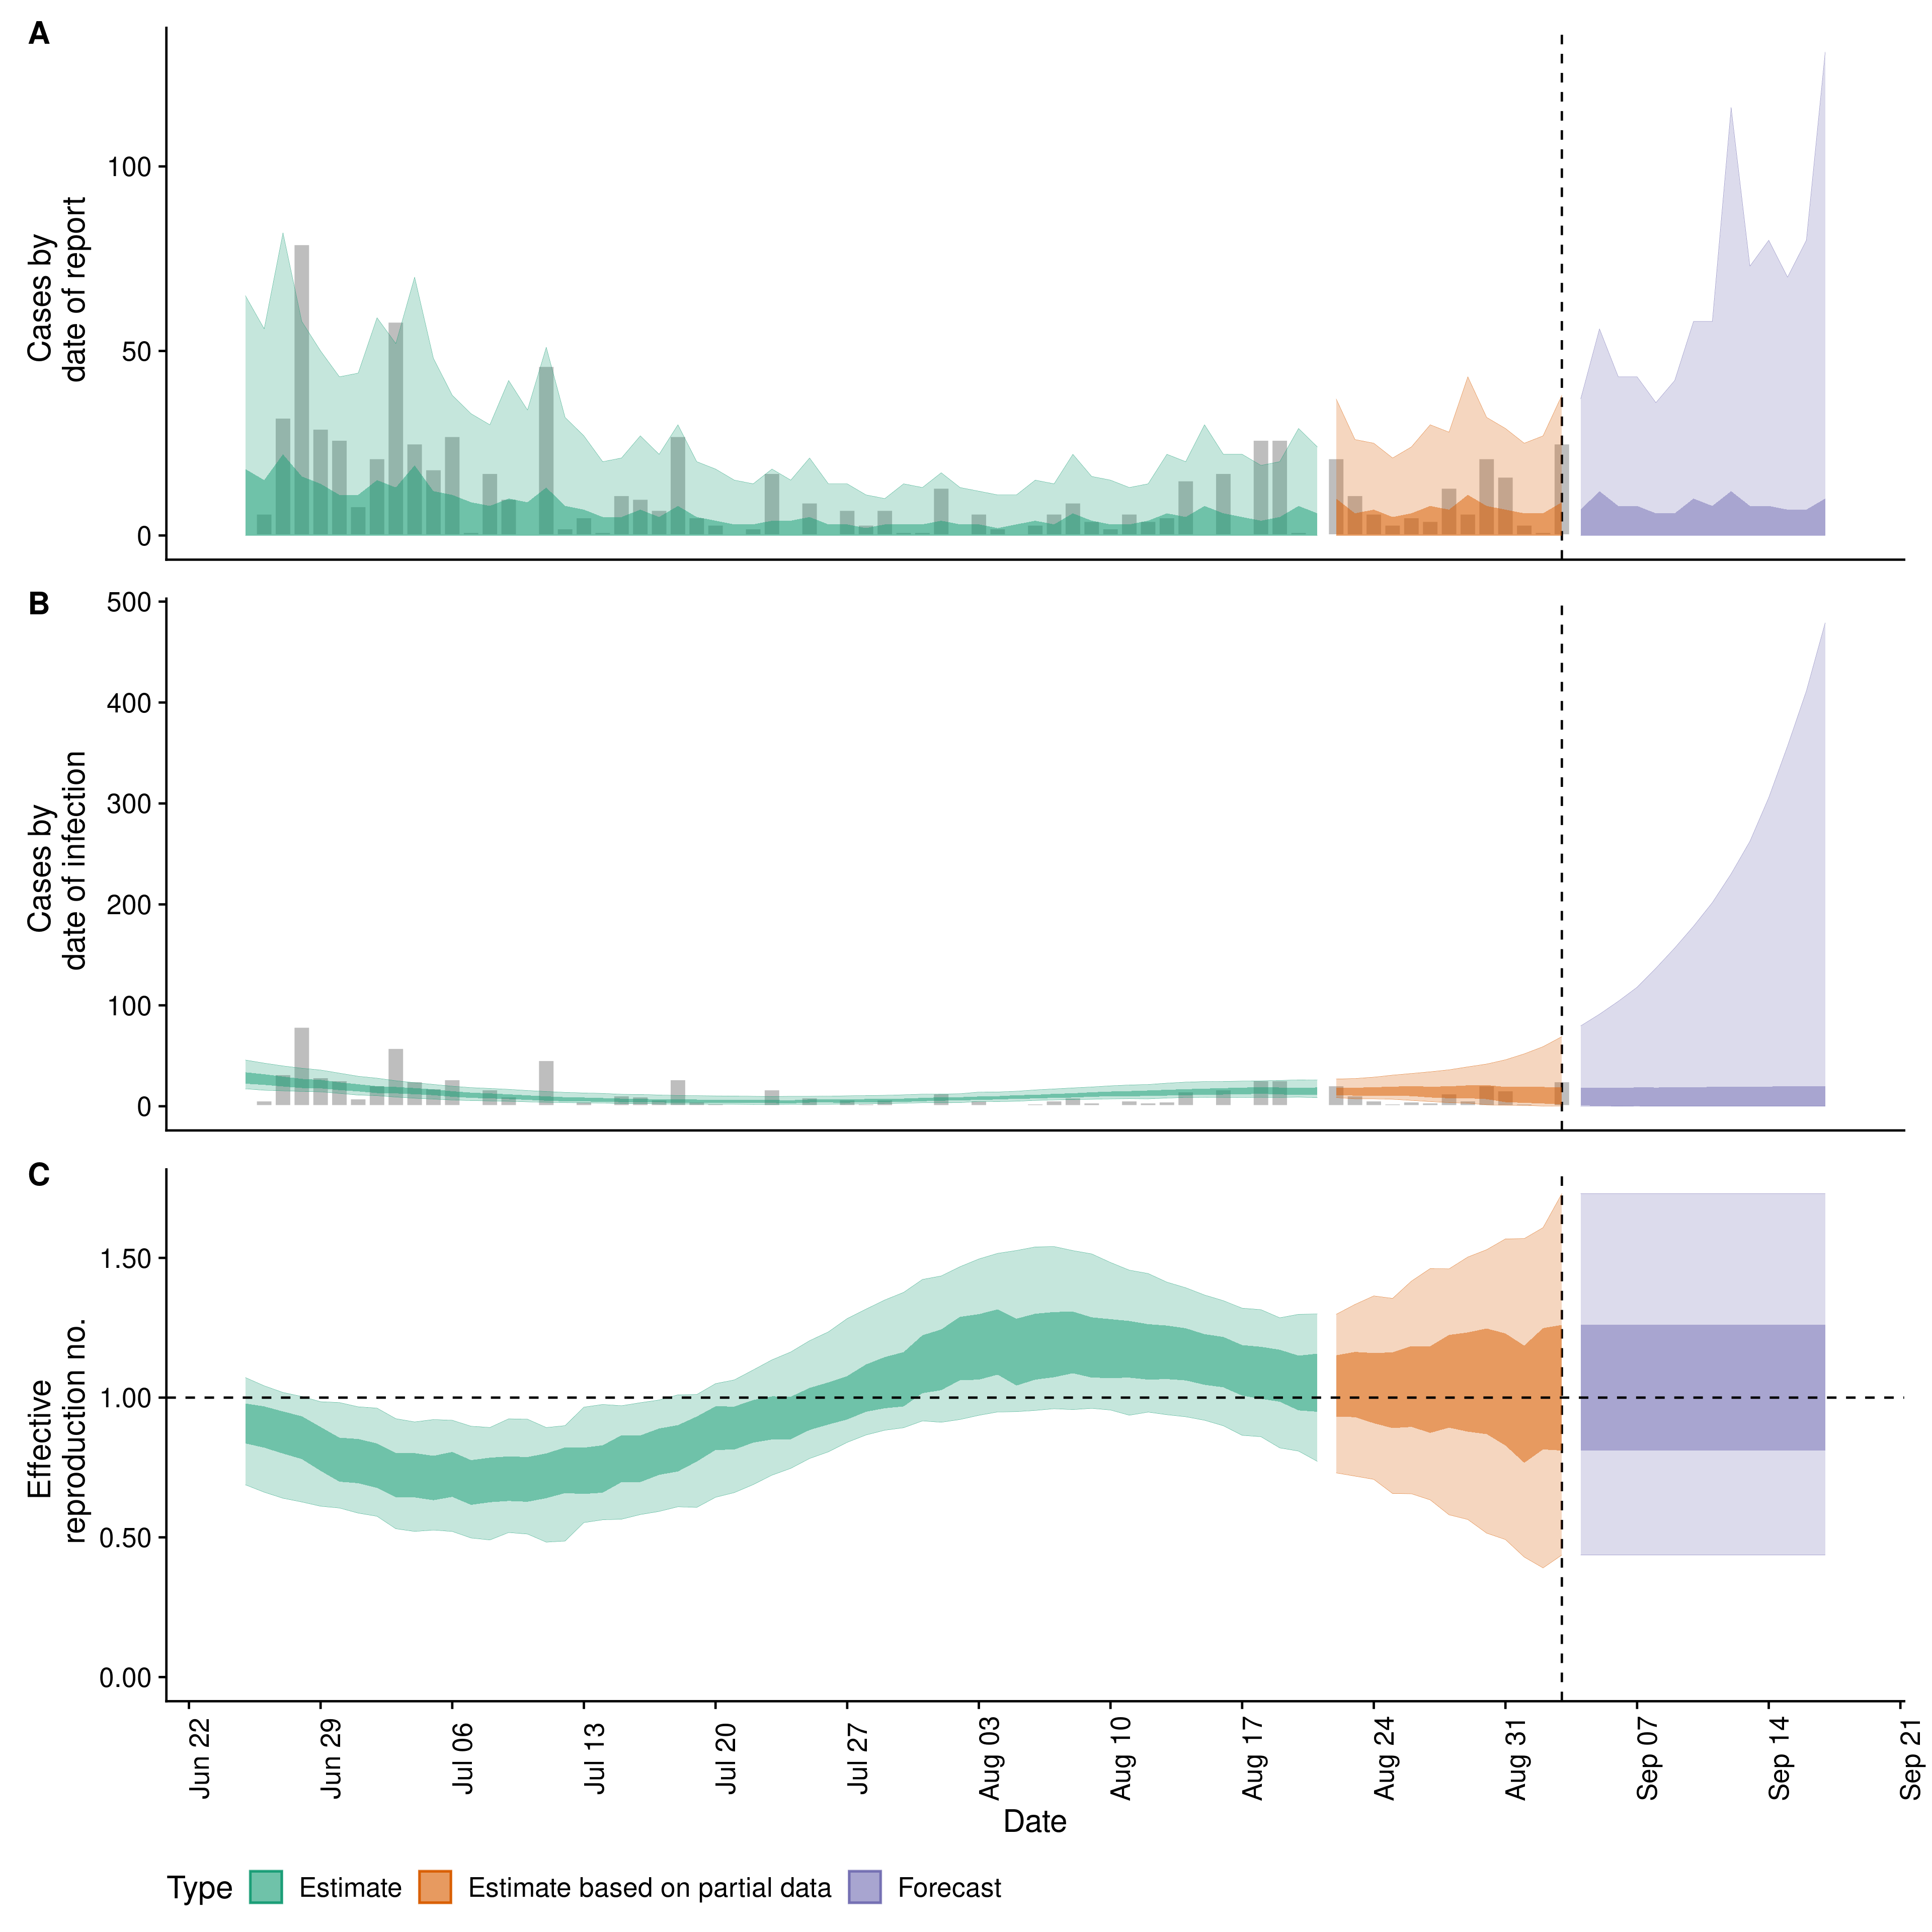 A
Cases by
date of report
100
50
0
B
Cases by
date of infection
500
400
300
200
100
0
C
Effective
reproduction no.
1.50
1.00
0.50
0.00
Jun 22
Jun 29
Jul 06
Jul 13
Jul 20
Jul 27
Aug 03
Aug 10
Aug 17
Aug 24
Aug 31
Sep 07
Sep 14
Sep 21
Date
Type Estimate Estimate based on partial data Forecast